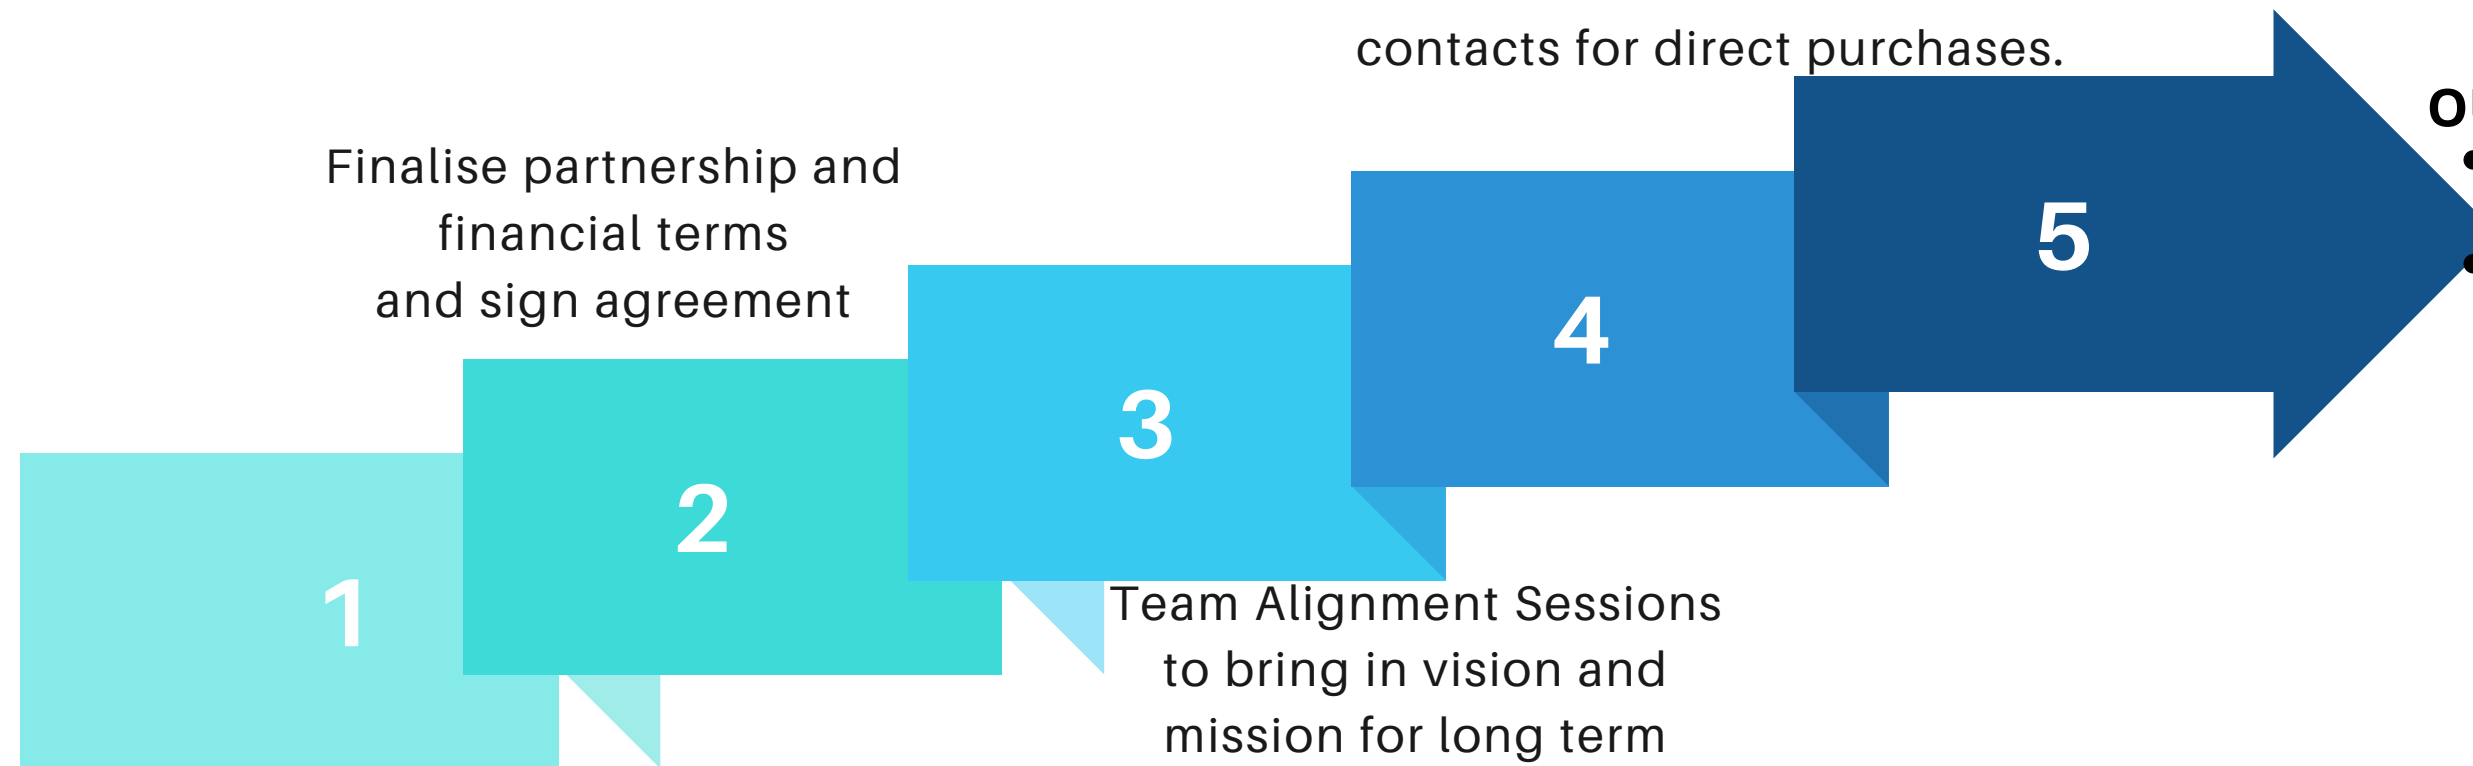 contacts for direct purchases.
Finalise partnership and
financial terms
and sign agreement
5
4
3
2
1
Team Alignment Sessions
to bring in vision and
mission for long term